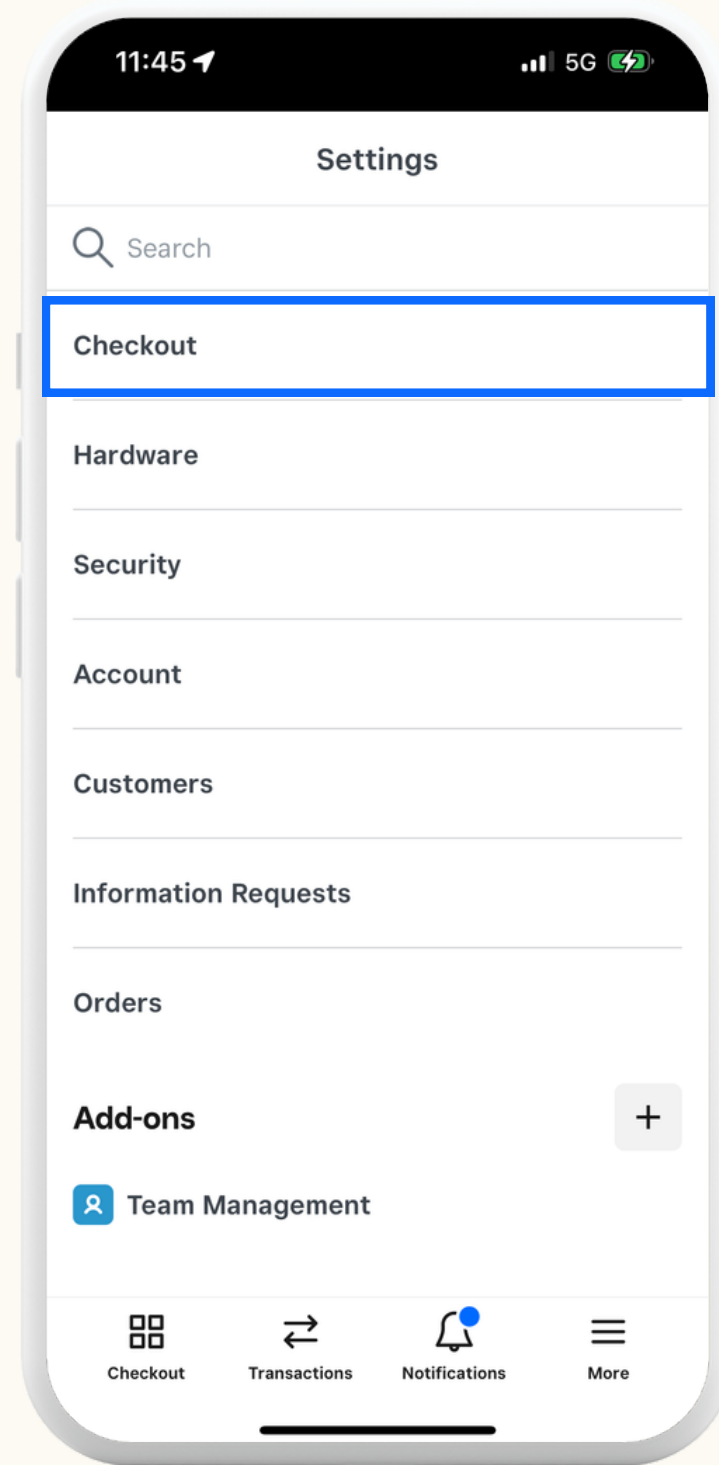 11:45 5G
Settings
Search
Checkout
Hardware
Security
Account
Customers
Information Requests
Orders
Add-ons +
Team Management
Checkout Transactions Notifications More